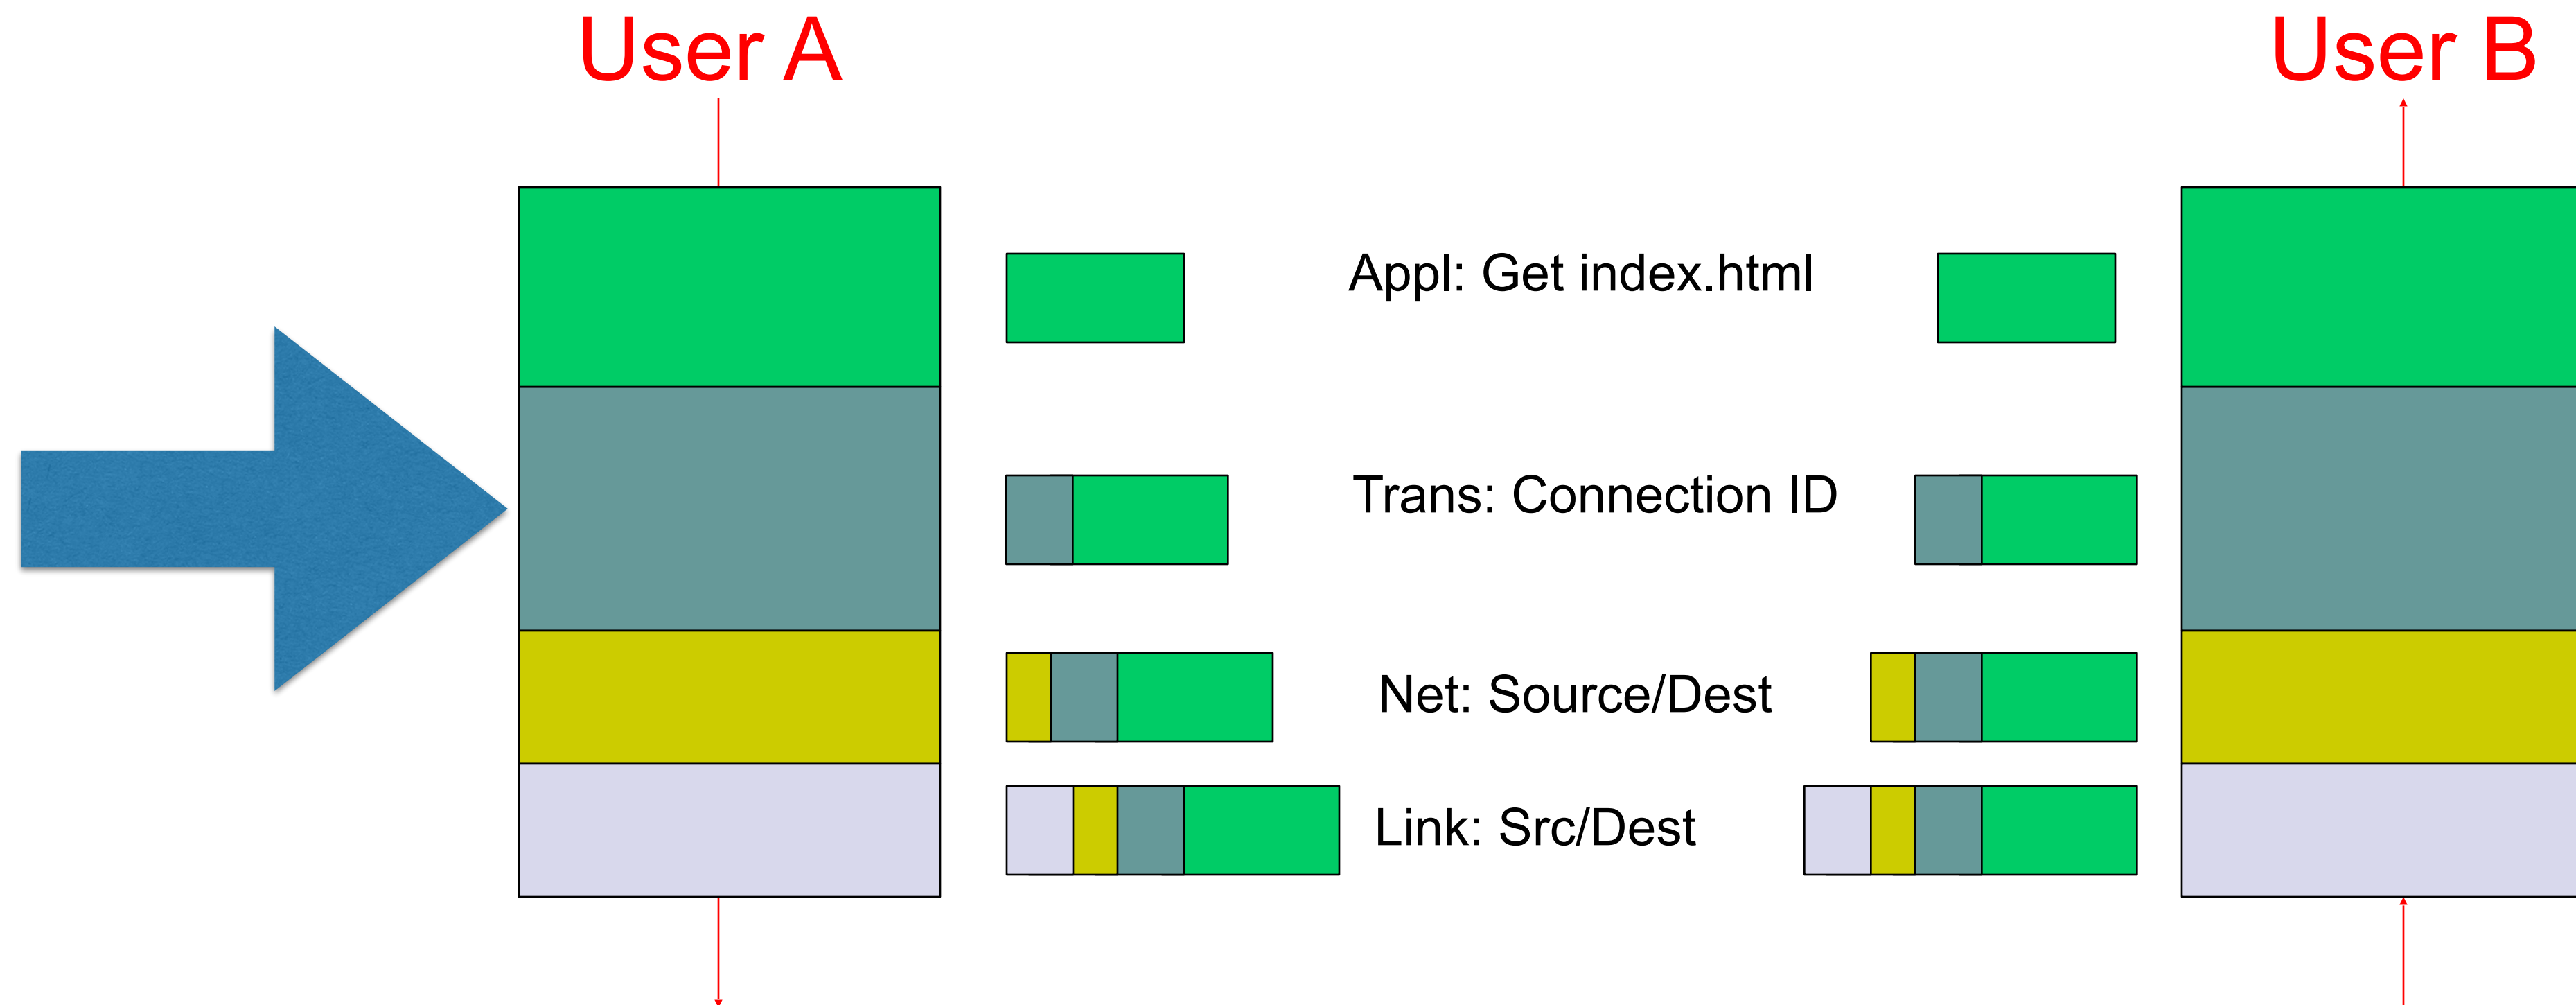 User A
User B
Appl: Get index.html
Trans: Connection ID
Net: Source/Dest
Link: Src/Dest